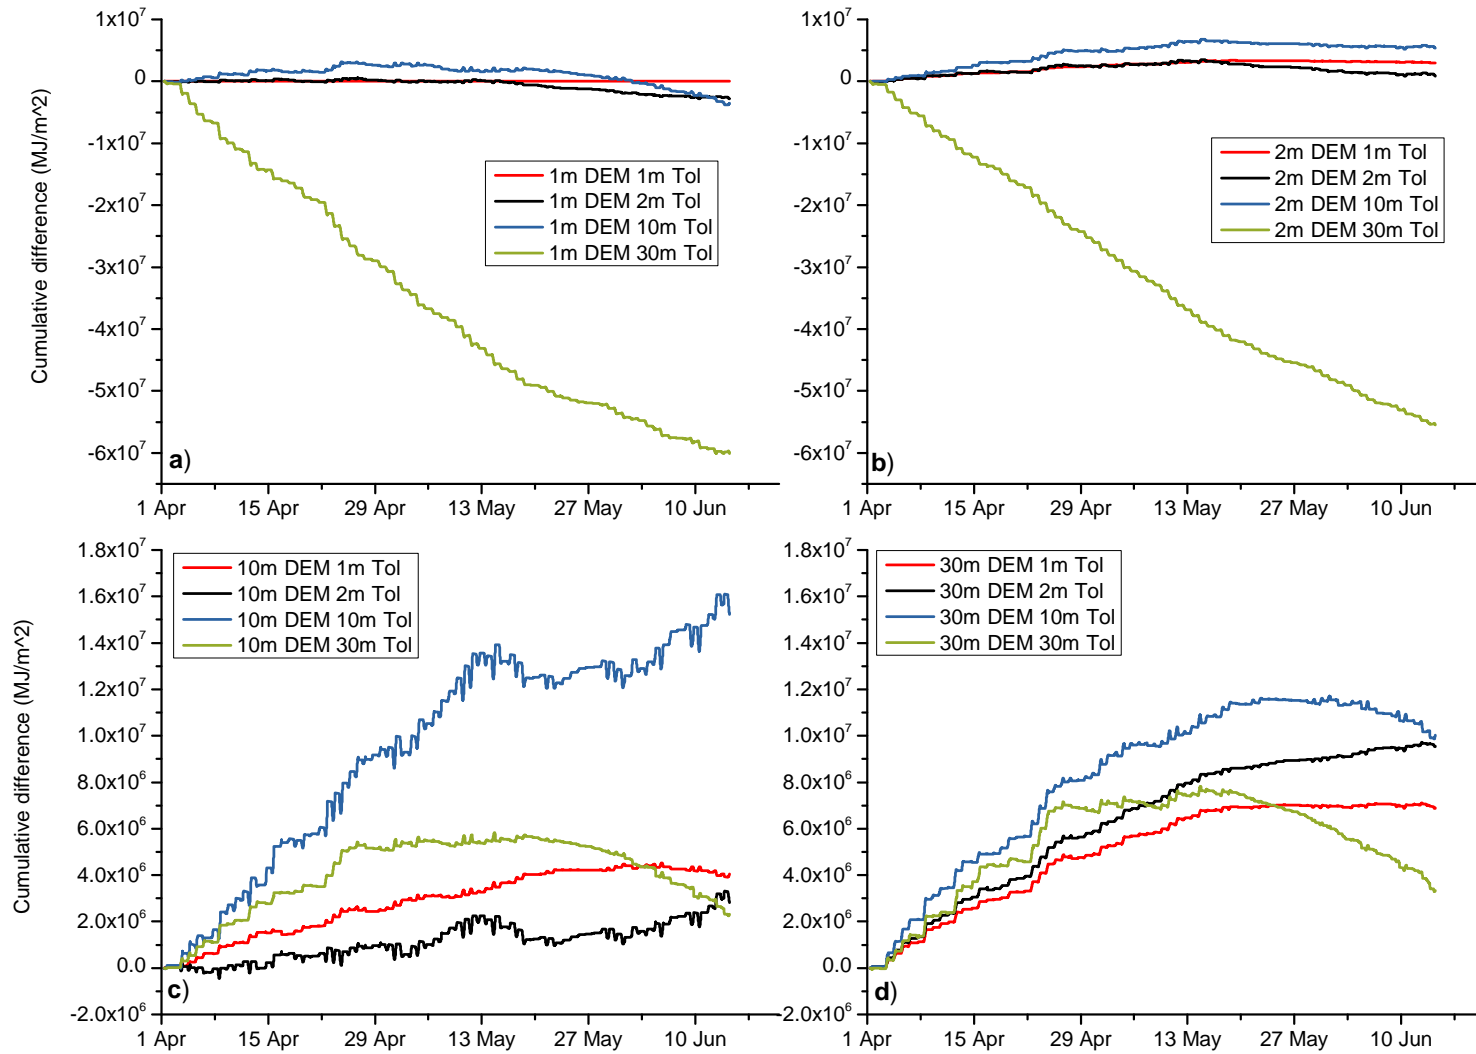 1x10^7
0
-1x10^7
-2x10^7
-3x10^7
-4x10^7
-5x10^7
-6x10^7
Cumulative difference (MJ/m^2)
1m DEM 1m Tol
1m DEM 2m Tol
1m DEM 10m Tol
1m DEM 30m Tol
a)
1 Apr 15 Apr 29 Apr 13 May 27 May 10 Jun
1x10^7
0
-1x10^7
-2x10^7
-3x10^7
-4x10^7
-5x10^7
-6x10^7
2m DEM 1m Tol
2m DEM 2m Tol
2m DEM 10m Tol
2m DEM 30m Tol
b)
1 Apr 15 Apr 29 Apr 13 May 27 May 10 Jun
1.8x10^7
1.6x10^7
1.4x10^7
1.2x10^7
1.0x10^7
8.0x10^6
6.0x10^6
4.0x10^6
2.0x10^6
0.0
-2.0x10^6
Cumulative difference (MJ/m^2)
10m DEM 1m Tol
10m DEM 2m Tol
10m DEM 10m Tol
10m DEM 30m Tol
c)
1 Apr 15 Apr 29 Apr 13 May 27 May 10 Jun
1.8x10^7
1.6x10^7
1.4x10^7
1.2x10^7
1.0x10^7
8.0x10^6
6.0x10^6
4.0x10^6
2.0x10^6
0.0
-2.0x10^6
30m DEM 1m Tol
30m DEM 2m Tol
30m DEM 10m Tol
30m DEM 30m Tol
d)
1 Apr 15 Apr 29 Apr 13 May 27 May 10 Jun